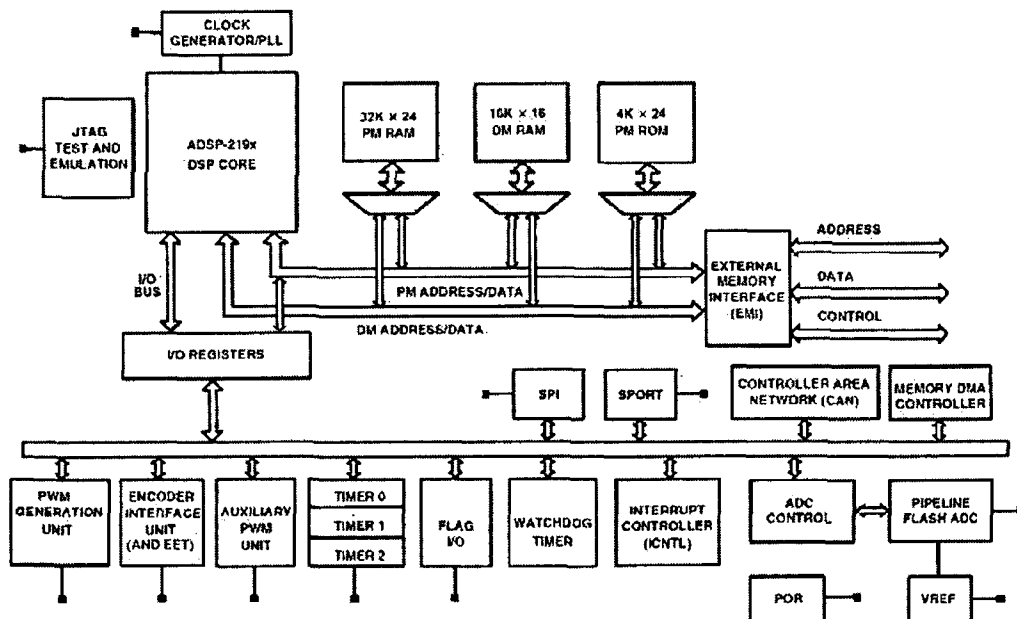 CLOCK
GENERATOR/PLL
JTAG
TEST AND
EMULATION
ADSP-219x
DSP CORE
32K × 24
PM RAM
16K × 16
DM RAM
4K × 24
PM ROM
I/O
BUS
PM ADDRESS/DATA
DM ADDRESS/DATA
EXTERNAL
MEMORY
INTERFACE
(EMI)
ADDRESS
DATA
CONTROL
I/O REGISTERS
SPI
SPORT
CONTROLLER AREA
NETWORK (CAN)
MEMORY DMA
CONTROLLER
PWM
GENERATION
UNIT
ENCODER
INTERFACE
UNIT
(AND EET)
AUXILIARY
PWM
UNIT
TIMER 0
TIMER 1
TIMER 2
FLAG
I/O
WATCHDOG
TIMER
INTERRUPT
CONTROLLER
(ICNTL)
ADC
CONTROL
PIPELINE
FLASH ADC
POR
VREF